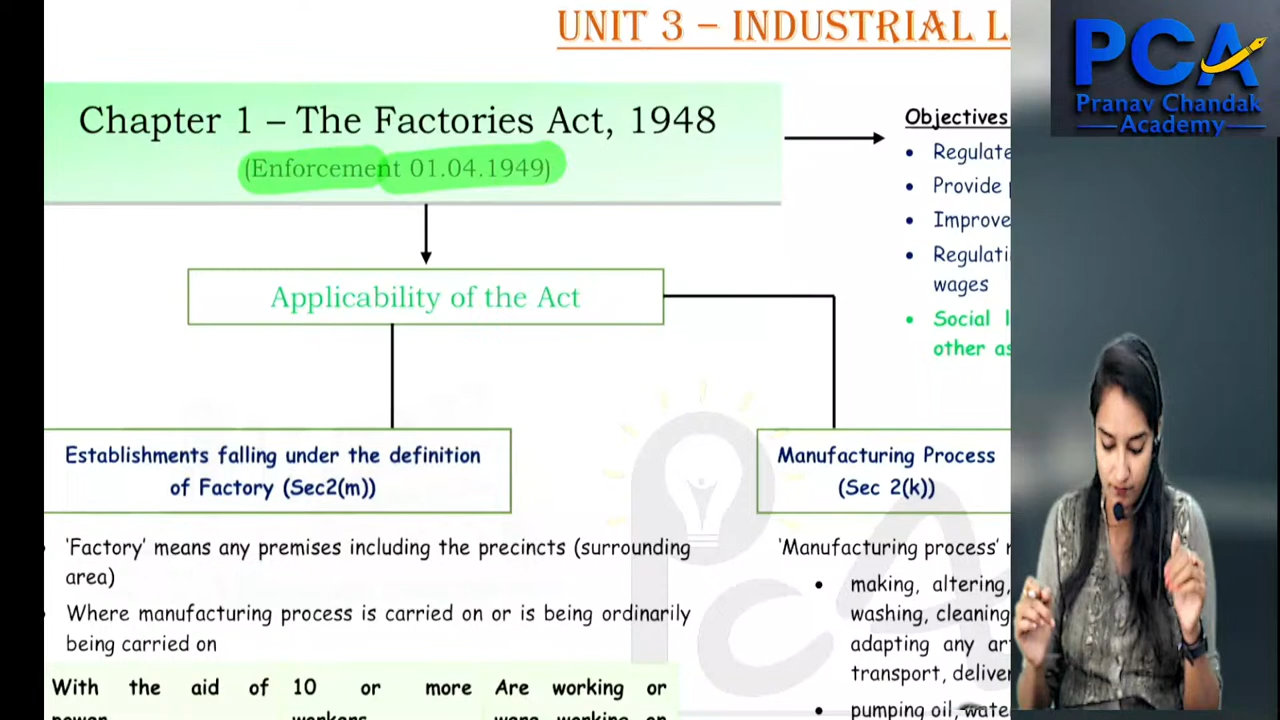 UNIT 3 – INDUSTRIAL
PCA
Pranav Chandak
Academy
Chapter 1 – The Factories Act, 1948
(Enforcement 01.04.1949)
Objectives
• Regulate
• Provide
• Improve
• Regulati
wages
• Social
other as
Applicability of the Act
Establishments falling under the definition
of Factory (Sec2(m))
Manufacturing Process
(Sec 2(k))
'Factory' means any premises including the precincts (surrounding
area)
Where manufacturing process is carried on or is being ordinarily
being carried on
With the aid of 10 or more Are working or
'Manufacturing process'
• making, altering,
washing, cleaning
adapting any
transport, deliver
• pumping oil,